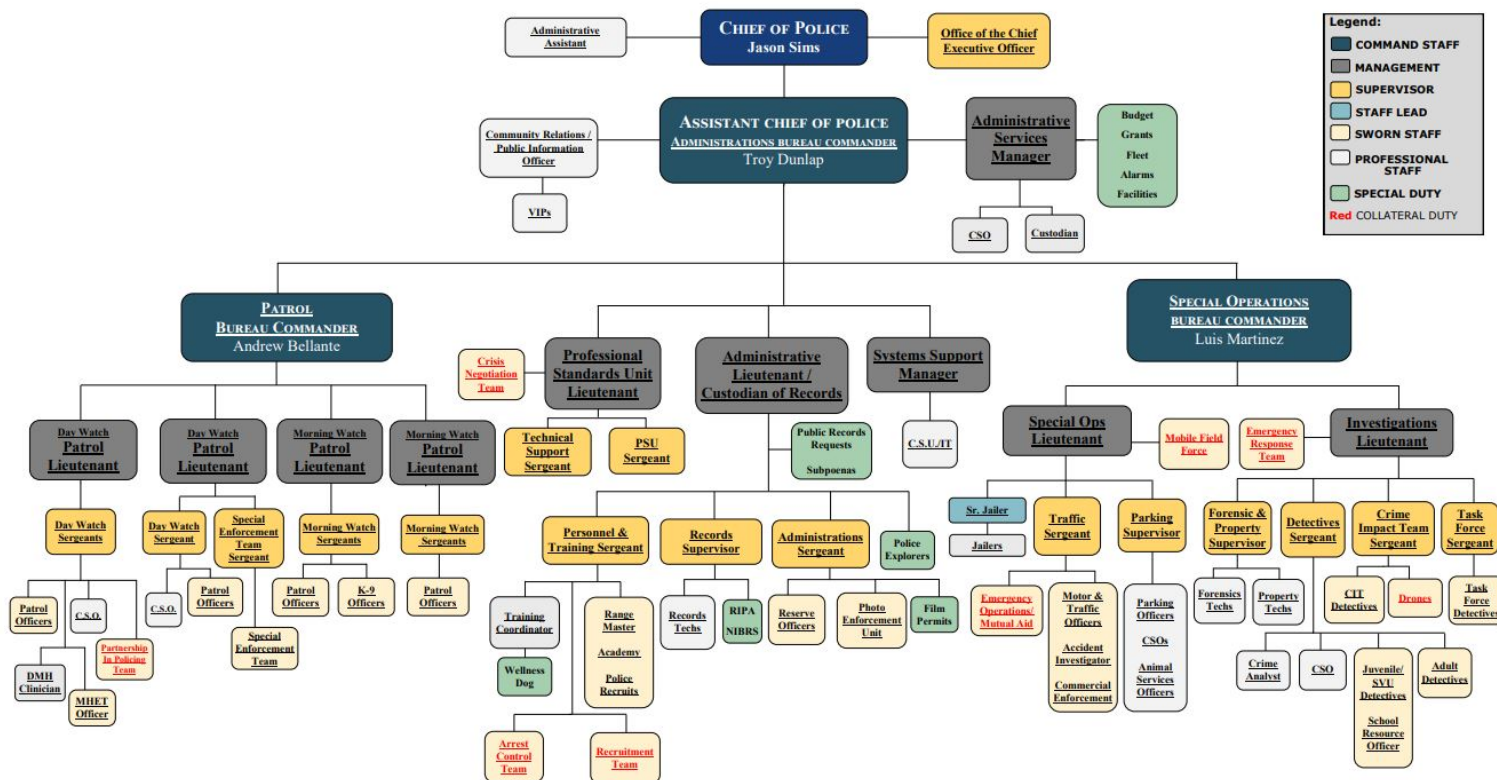 CHIEF OF POLICE
Jason Sims
Administrative
Assistant
Office of the Chief
Executive Officer
Legend:
COMMAND STAFF
MANAGEMENT
SUPERVISOR
STAFF LEAD
SWORN STAFF
PROFESSIONAL
STAFF
SPECIAL DUTY
Red COLLATERAL DUTY
ASSISTANT CHIEF OF POLICE
ADMINISTRATIONS BUREAU COMMANDER
Troy Dunlap
Community Relations /
Public Information
Officer
VIPs
Administrative
Services
Manager
Budget
Grants
Fleet
Alarms
Facilities
CSO
Custodian
PATROL
BUREAU COMMANDER
Andrew Bellante
SPECIAL OPERATIONS
BUREAU COMMANDER
Luis Martinez
Crisis
Negotiation
Team
Professional
Standards Unit
Lieutenant
Administrative
Lieutenant /
Custodian of Records
Systems Support
Manager
Technical
Support
Sergeant
PSU
Sergeant
Public Records
Requests
Subpoenas
C.S.U./IT
Day Watch
Patrol
Lieutenant
Day Watch
Patrol
Lieutenant
Morning Watch
Patrol
Lieutenant
Morning Watch
Patrol
Lieutenant
Special Ops
Lieutenant
Mobile Field
Force
Emergency
Response
Team
Investigations
Lieutenant
Day Watch
Sergeants
Day Watch
Sergeant
Special
Enforcement
Team
Sergeant
Morning Watch
Sergeants
Morning Watch
Sergeants
Personnel &
Training Sergeant
Records
Supervisor
Administrations
Sergeant
Police
Explorers
Sr. Jailer
Jailers
Traffic
Sergeant
Parking
Supervisor
Forensic &
Property
Supervisor
Detectives
Sergeant
Crime
Impact Team
Sergeant
Task
Force
Sergeant
Patrol
Officers
C.S.O.
Partnership
In Policing
Team
DMH
Clinician
MHET
Officer
C.S.O.
Patrol
Officers
Special
Enforcement
Team
Patrol
Officers
K-9
Officers
Patrol
Officers
Training
Coordinator
Wellness
Dog
Range
Master
Academy
Police
Recruits
Arrest
Control
Team
Recruitment
Team
Records
Techs
RIPA
NIBRS
Reserve
Officers
Photo
Enforcement
Unit
Film
Permits
Emergency
Operations/
Mutual Aid
Motor &
Traffic
Officers
Accident
Investigator
Commercial
Enforcement
Parking
Officers
CSOs
Animal
Services
Officers
Forensics
Techs
Property
Techs
CIT
Detectives
Drones
Task
Force
Detectives
Crime
Analyst
CSO
Juvenile/
SVU
Detectives
School
Resource
Officer
Adult
Detectives